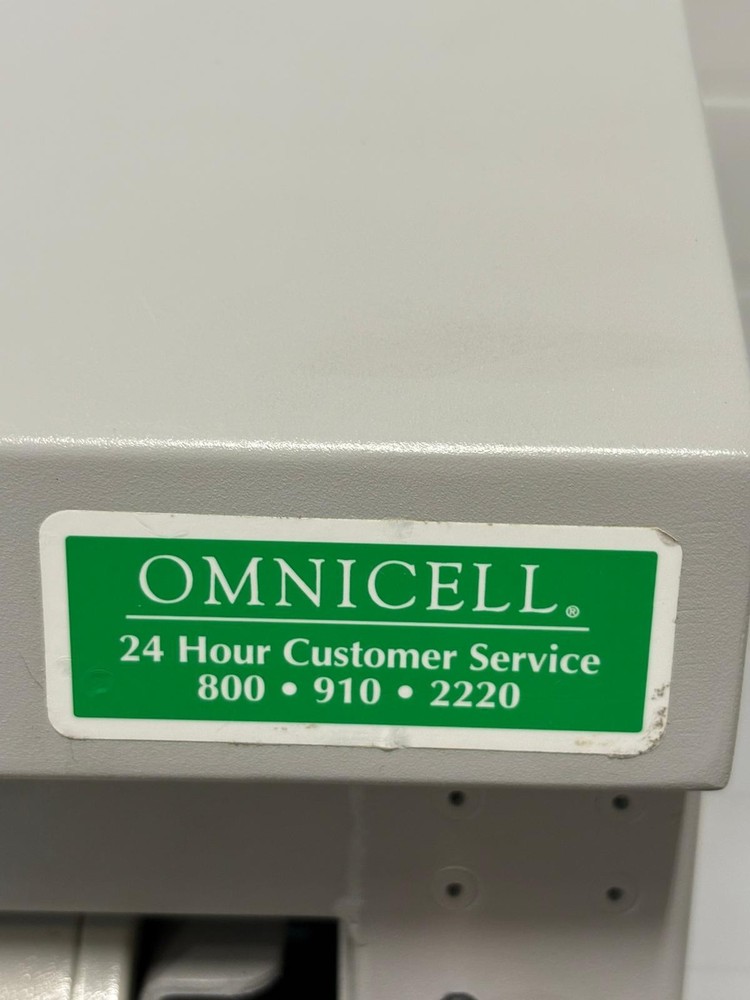 OMNICELL®
24 Hour Customer Service
800 • 910 • 2220